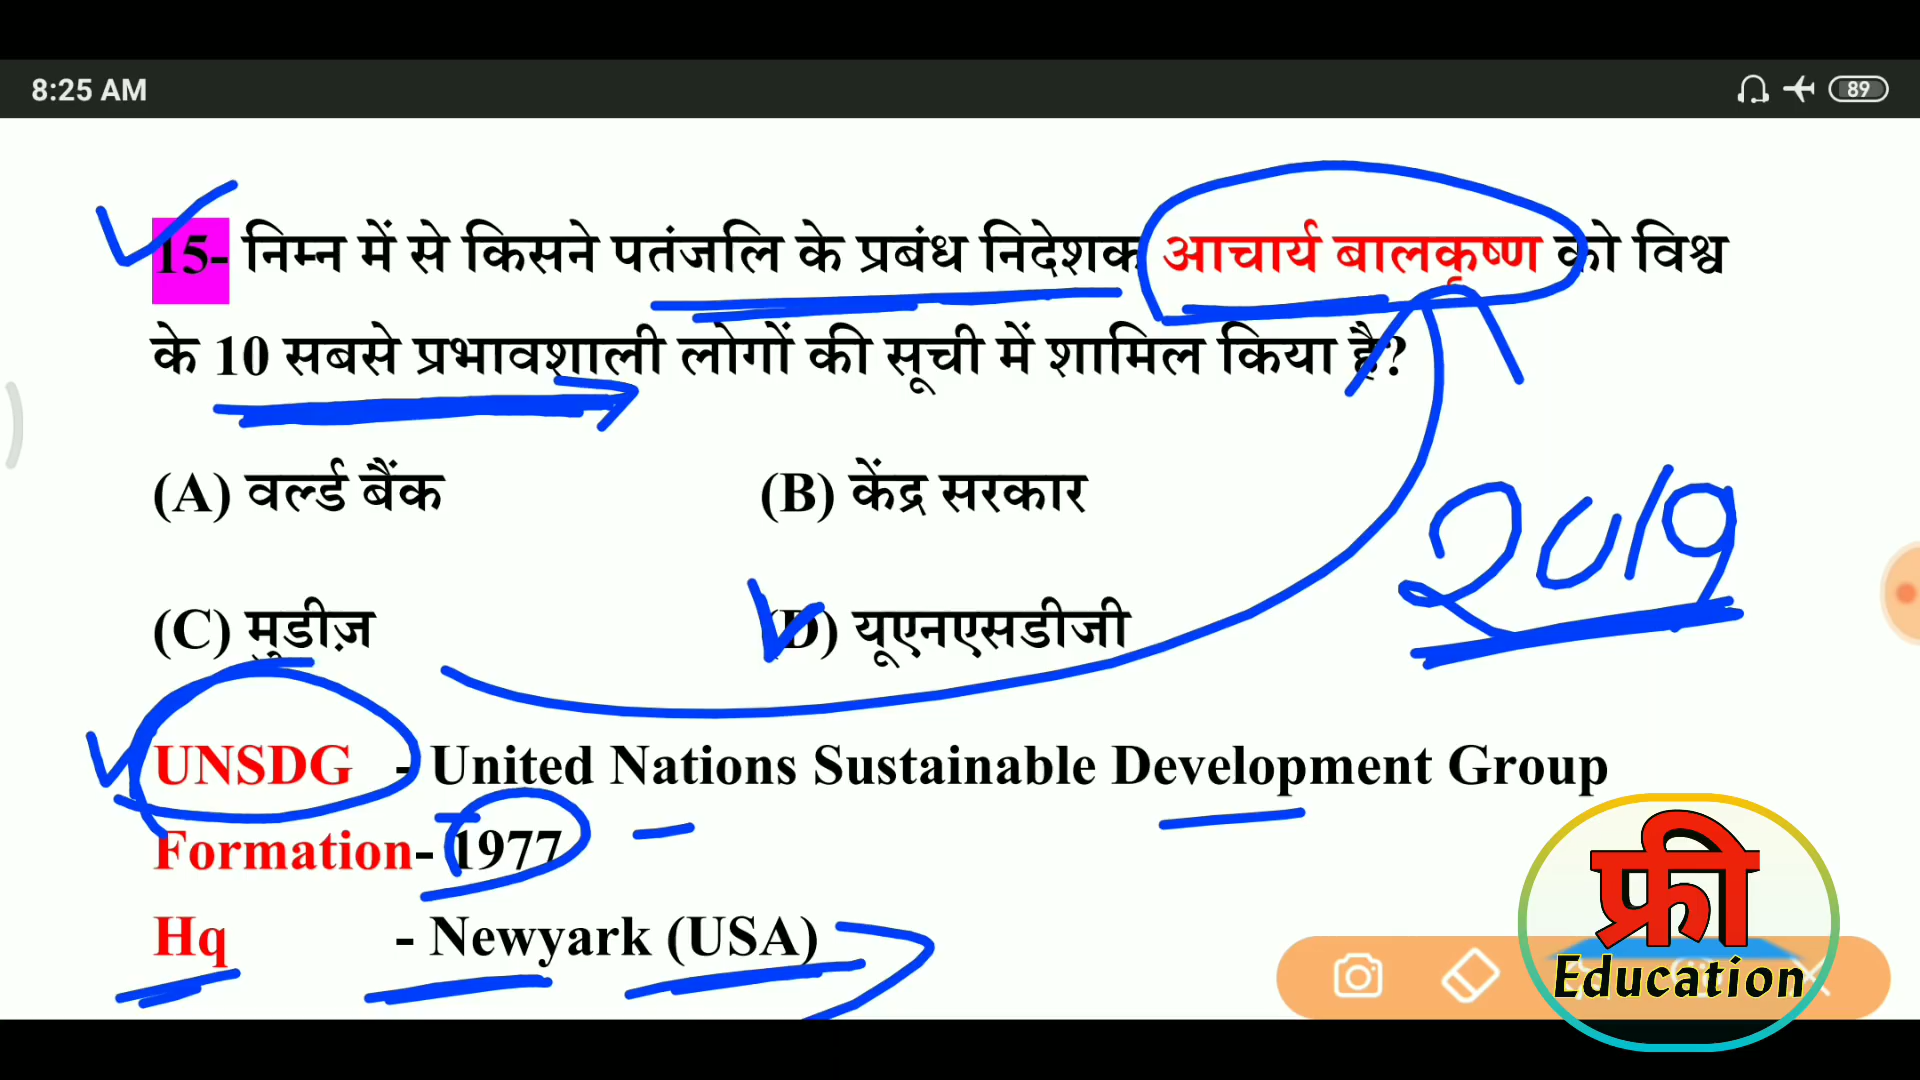 8:25 AM
89
15- निम्न में से किसने पतंजलि के प्रबंध निदेशक आचार्य बालकृष्ण को विश्व
के 10 सबसे प्रभावशाली लोगों की सूची में शामिल किया है?
(A) वर्ल्ड बैंक (B) केंद्र सरकार
2019
(C) मूडीज़ (D) यूएनएसडीजी
UNSDG - United Nations Sustainable Development Group
Formation- 1977
Hq - Newyark (USA)
फ्री
Education